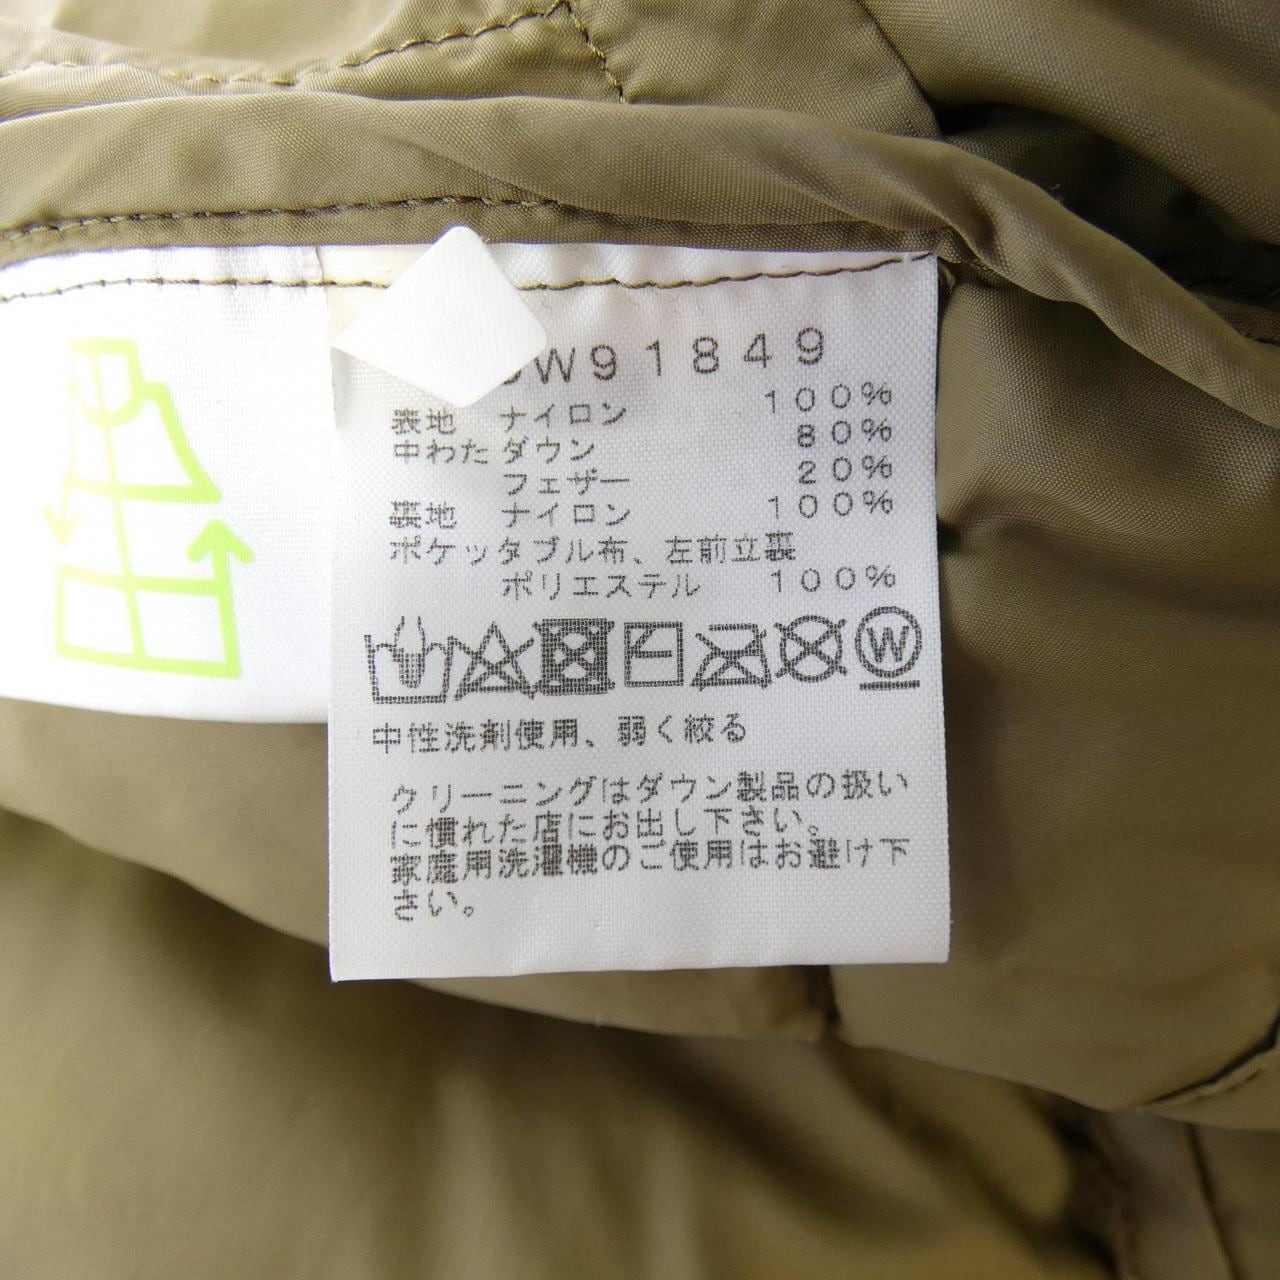 W91849
表地 ナイロン 100%
中わた ダウン 80%
フェザー 20%
裏地 ナイロン 100%
ポケッタブル布、左前立裏
ポリエステル 100%
W
中性洗剤使用、弱く絞る
クリーニングはダウン製品の扱い
に慣れた店にお出し下さい。
家庭用洗濯機のご使用はお避け下
さい。